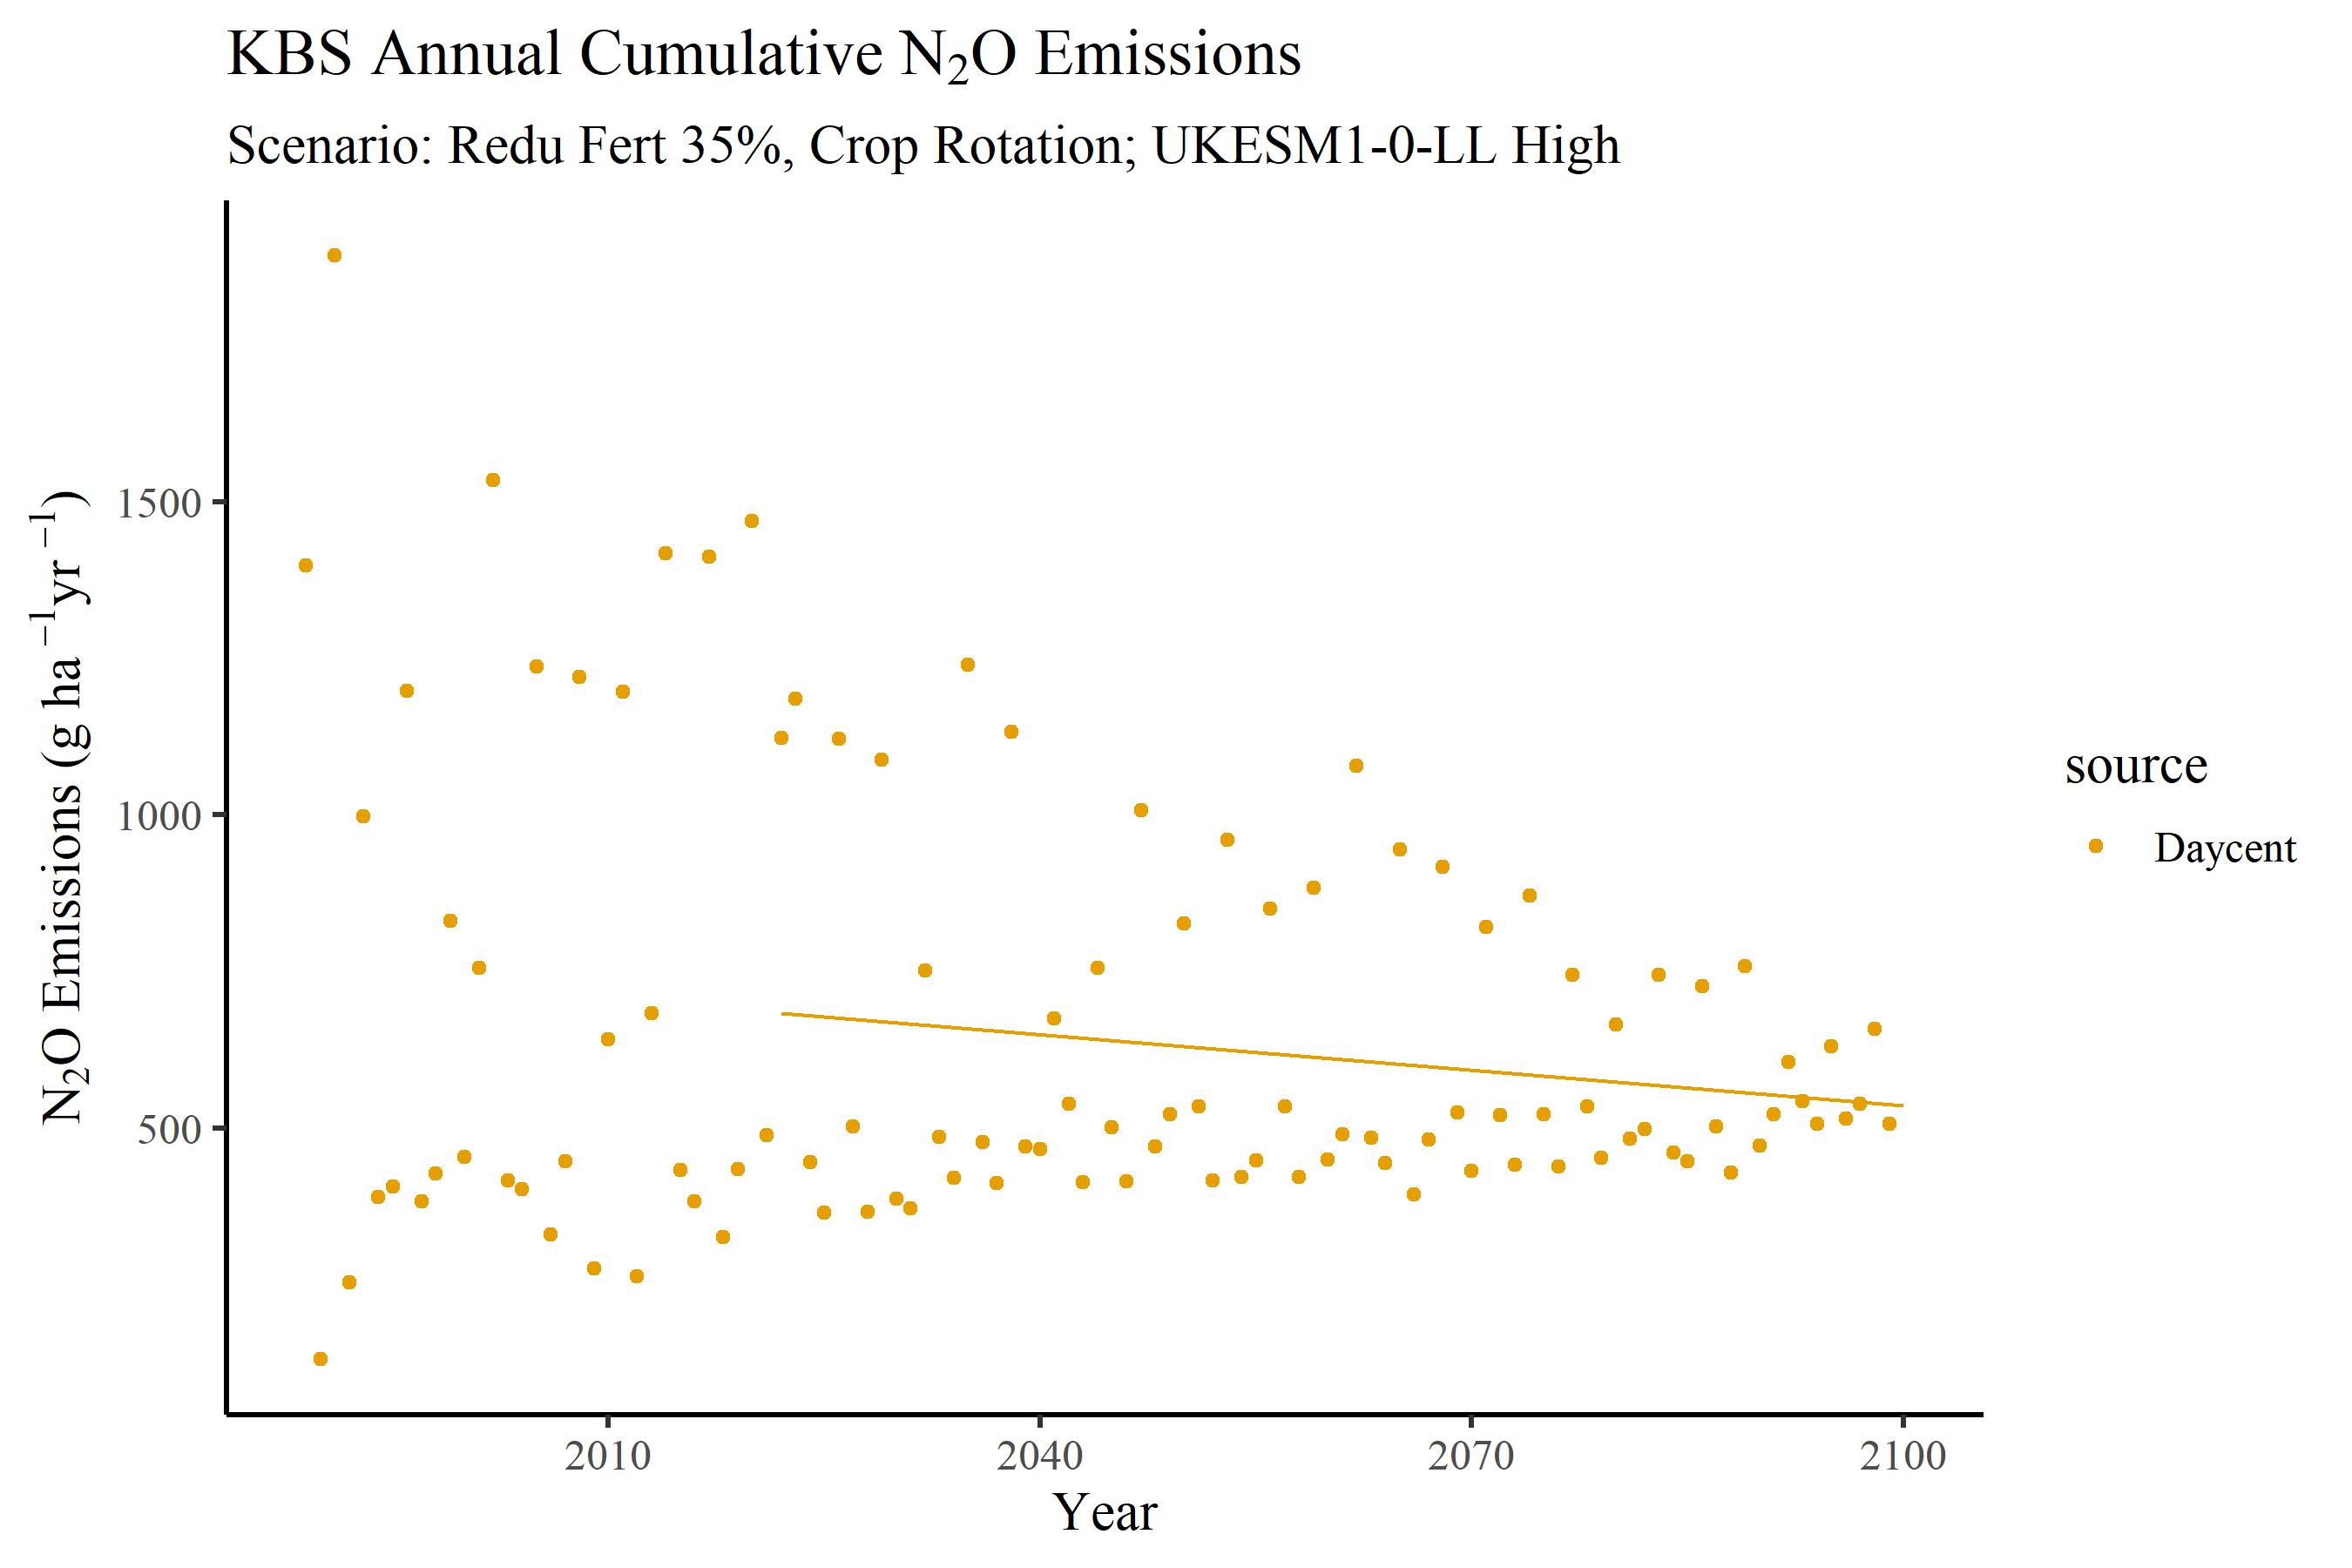 KBS Annual Cumulative N₂O Emissions
Scenario: Redu Fert 35%, Crop Rotation; UKESM1-0-LL High
N₂O Emissions (g ha⁻¹yr⁻¹)
1500
1000
500
2010
2040
2070
2100
Year
source
Daycent